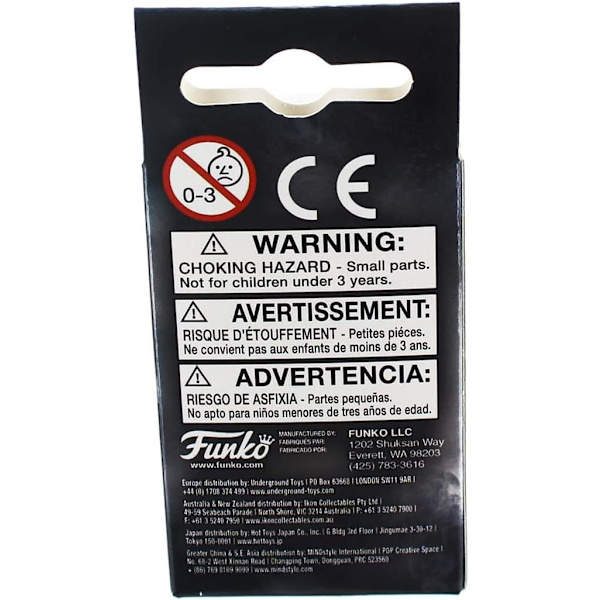 0-3
CE
WARNING:
CHOKING HAZARD - Small parts.
Not for children under 3 years.
AVERTISSEMENT:
RISQUE D'ÉTOUFFEMENT - Petites piéces.
Ne convient pas aux enfants de moins de 3 ans.
ADVERTENCIA:
RIESGO DE ASFIXIA - Partes pequeñas.
No apto para niños menores de tres años de edad.
Funko
www.funko.com
MANUFACTURED BY:
FABRIQUÉS PAR:
FABRICADO POR:
FUNKO LLC
1202 Shuksan Way
Everett, WA 98203
(425) 783-3616
European distribution by: Underground Toys | PO Box 63668 | LONDON SW11 9AR |
+44 (0) 1708 374 499 | www.underground-toys.com
Australia & New Zealand distribution by: Ikon Collectables Pty Ltd |
49-59 Seabeach Parade | North Shore, VIC 3214 Australia | P: +61 3 5240 7900 |
F: +61 3 5240 7950 | www.ikoncollectables.com.au
Japan distribution by: Hot Toys Japan Co., Inc. | G Bldg 3rd Floor | Jingumae 3-30-12 |
Tokyo 150-0001 | www.hottoys.jp
Greater China & S.E. Asia distribution by: MINDstyle International | POP Creative Space |
No. 68-2 West Xinnan Road | Changping Town, Dongguan, PRC 523560
+ (86) 769 8109 9090 | www.mindstyle.com